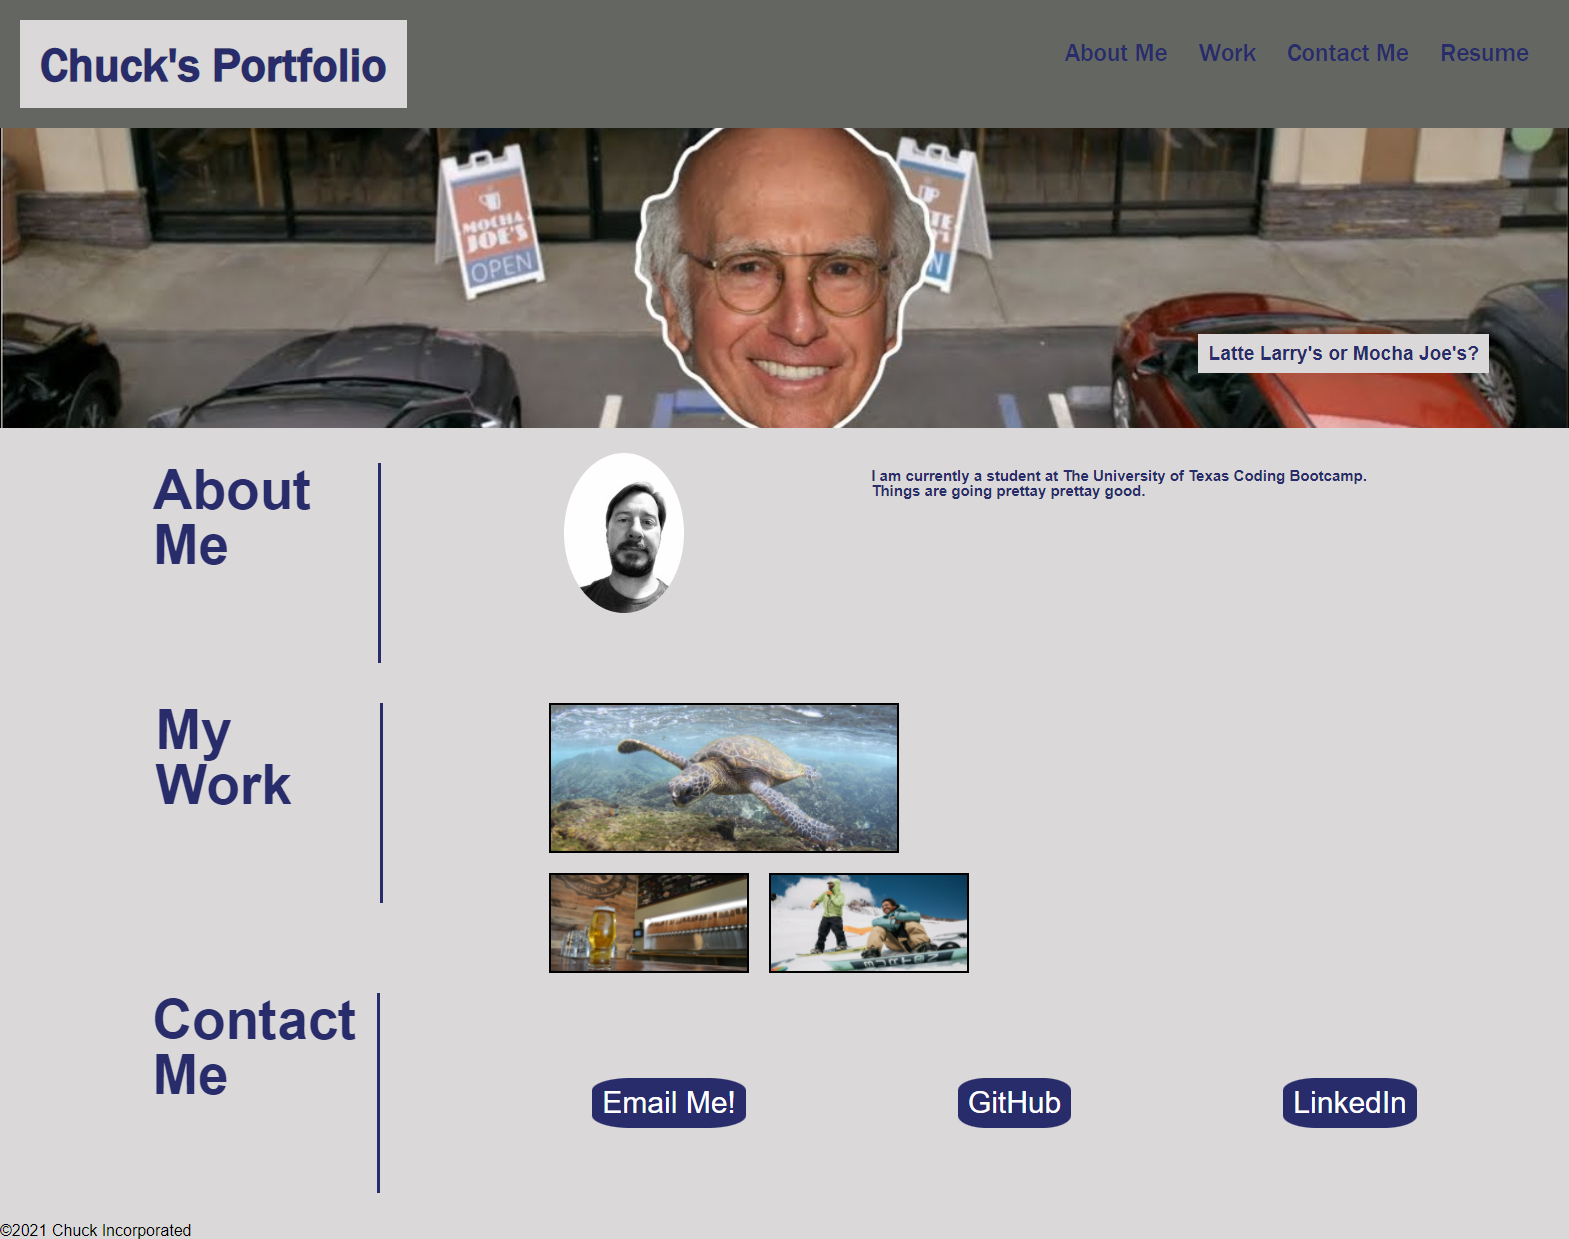 Chuck's Portfolio
About Me Work Contact Me Resume
MOCHA
JOE'S
OPEN
Latte Larry's or Mocha Joe's?
About
Me
I am currently a student at The University of Texas Coding Bootcamp.
Things are going prettay prettay good.
My
Work
Contact
Me
Email Me! GitHub LinkedIn
©2021 Chuck Incorporated